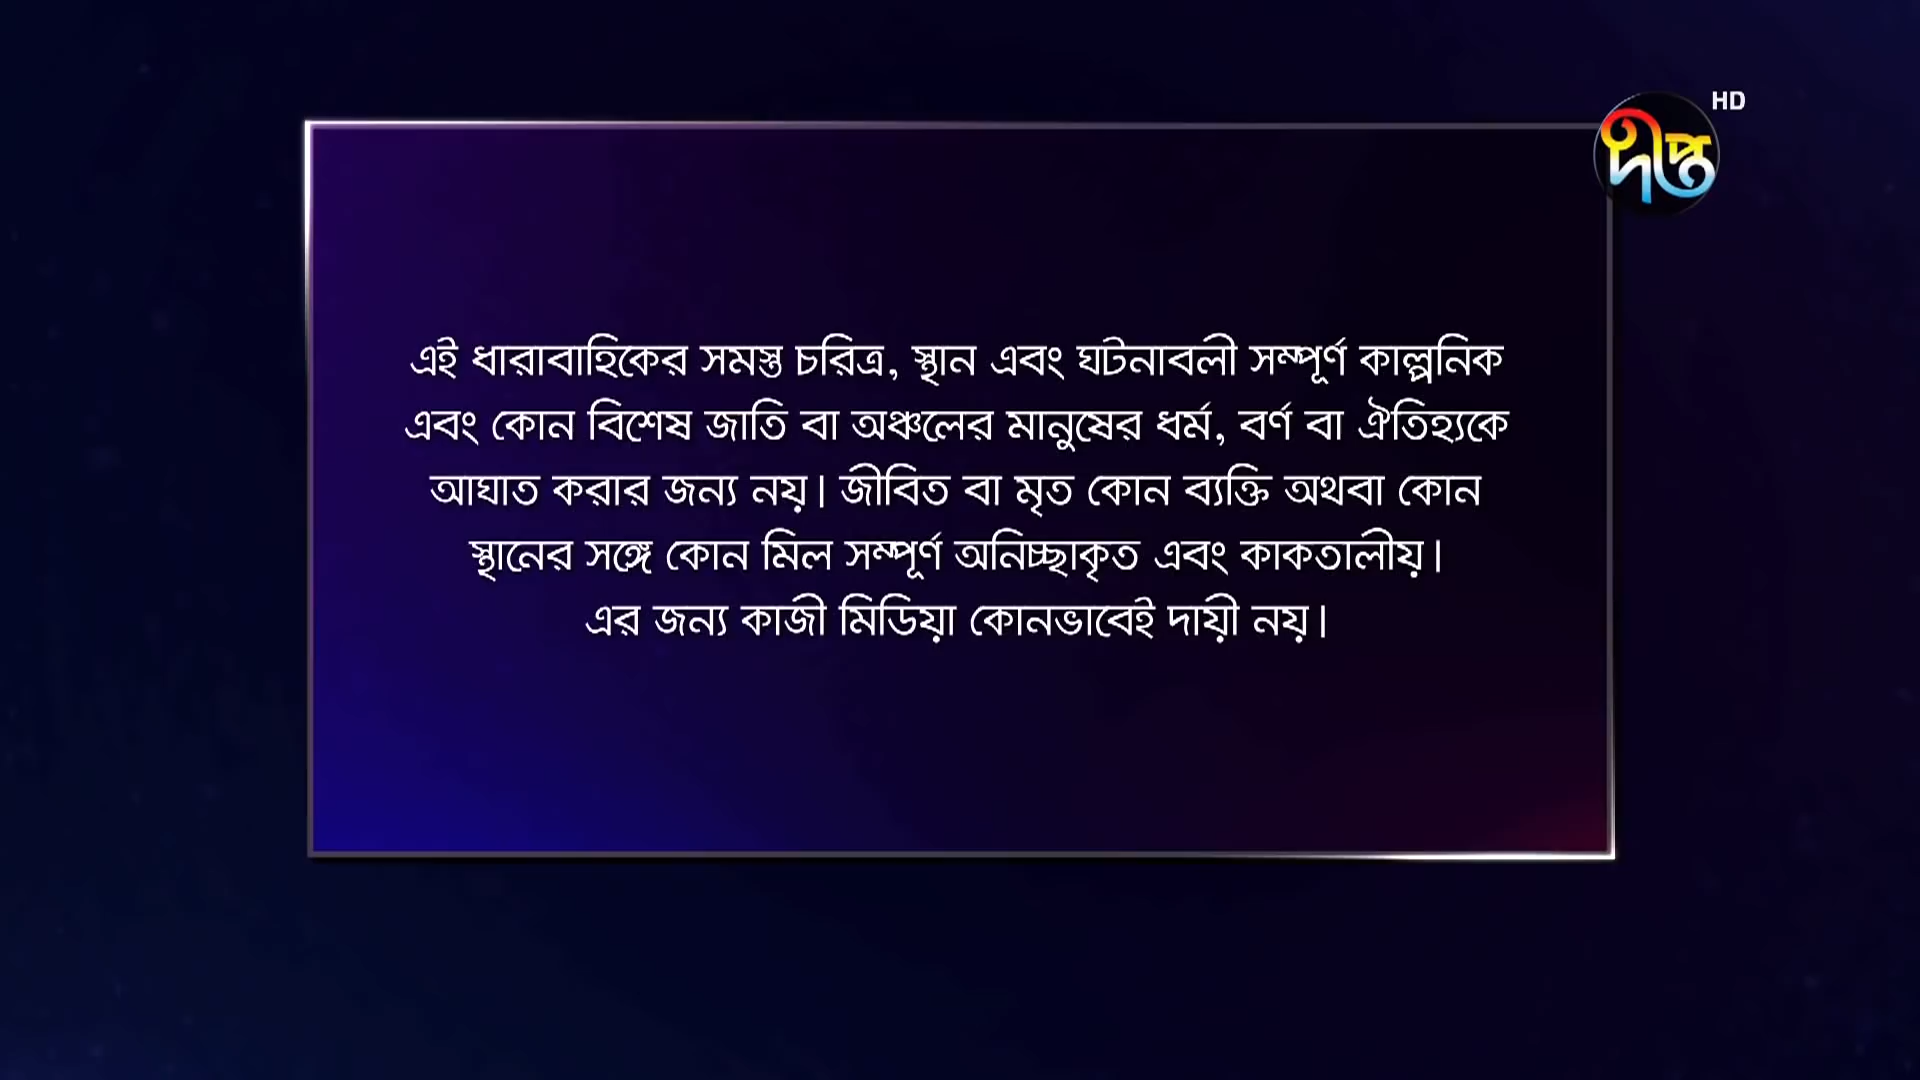 HD
দীপ্ত
এই ধারাবাহিকের সমস্ত চরিত্র, স্থান এবং ঘটনাবলী সম্পূর্ণ কাল্পনিক
এবং কোন বিশেষ জাতি বা অঞ্চলের মানুষের ধর্ম, বর্ণ বা ঐতিহ্যকে
আঘাত করার জন্য নয়। জীবিত বা মৃত কোন ব্যক্তি অথবা কোন
স্থানের সঙ্গে কোন মিল সম্পূর্ণ অনিচ্ছাকৃত এবং কাকতালীয়।
এর জন্য কাজী মিডিয়া কোনভাবেই দায়ী নয়।